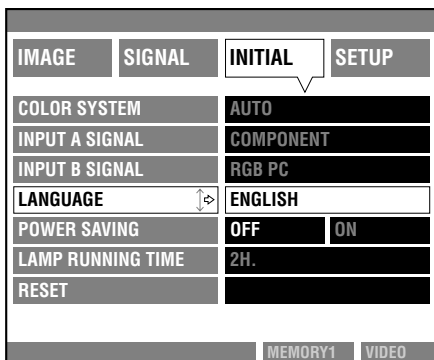 IMAGE SIGNAL INITIAL SETUP
COLOR SYSTEM AUTO
INPUT A SIGNAL COMPONENT
INPUT B SIGNAL RGB PC
LANGUAGE ENGLISH
POWER SAVING OFF ON
LAMP RUNNING TIME 2H.
RESET
MEMORY1 VIDEO